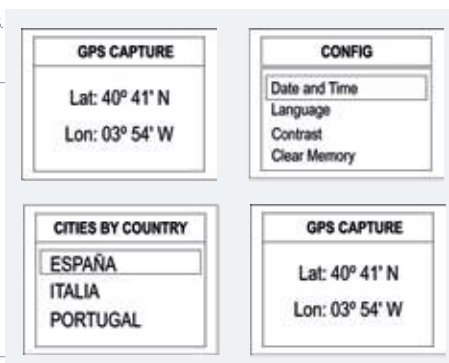 GPS CAPTURE
Lat: 40º 41' N
Lon: 03º 54' W
CONFIG
Date and Time
Language
Contrast
Clear Memory
CITIES BY COUNTRY
ESPAÑA
ITALIA
PORTUGAL
GPS CAPTURE
Lat: 40º 41' N
Lon: 03º 54' W